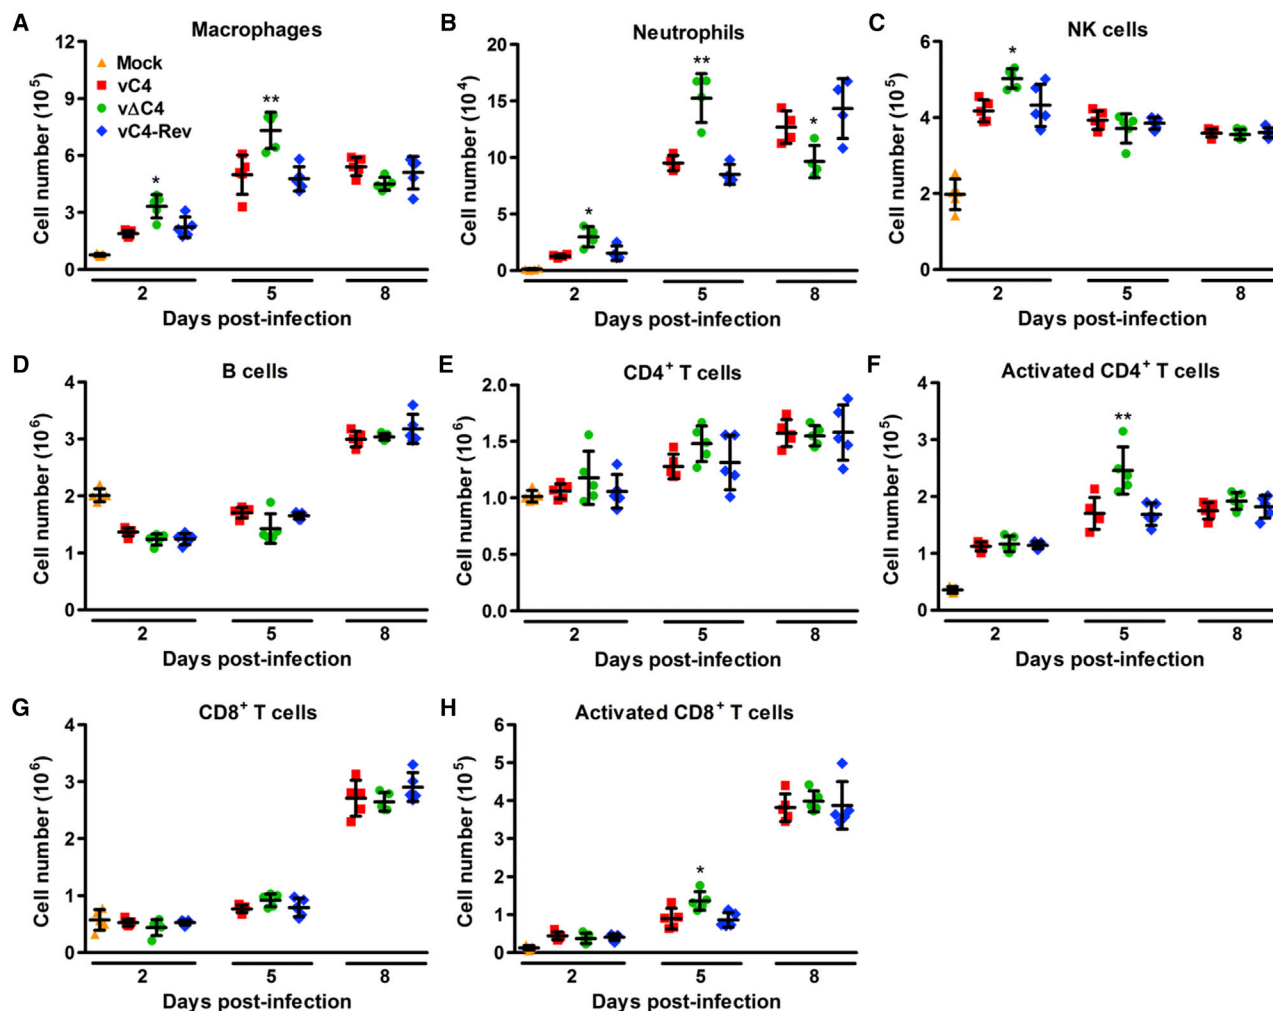 A
Macrophages
Cell number (10⁵)
12
9
6
3
0
Mock
vC4
vΔC4
vC4-Rev
*
**
2 5 8
Days post-infection
B
Neutrophils
Cell number (10⁴)
20
15
10
5
0
*
**
*
2 5 8
Days post-infection
C
NK cells
Cell number (10⁵)
6
4
2
0
*
2 5 8
Days post-infection
D
B cells
Cell number (10⁶)
4
3
2
1
0
2 5 8
Days post-infection
E
CD4⁺ T cells
Cell number (10⁶)
2.0
1.5
1.0
0.5
0.0
2 5 8
Days post-infection
F
Activated CD4⁺ T cells
Cell number (10⁵)
4
3
2
1
0
**
2 5 8
Days post-infection
G
CD8⁺ T cells
Cell number (10⁶)
4
3
2
1
0
2 5 8
Days post-infection
H
Activated CD8⁺ T cells
Cell number (10⁵)
6
5
4
3
2
1
0
*
2 5 8
Days post-infection